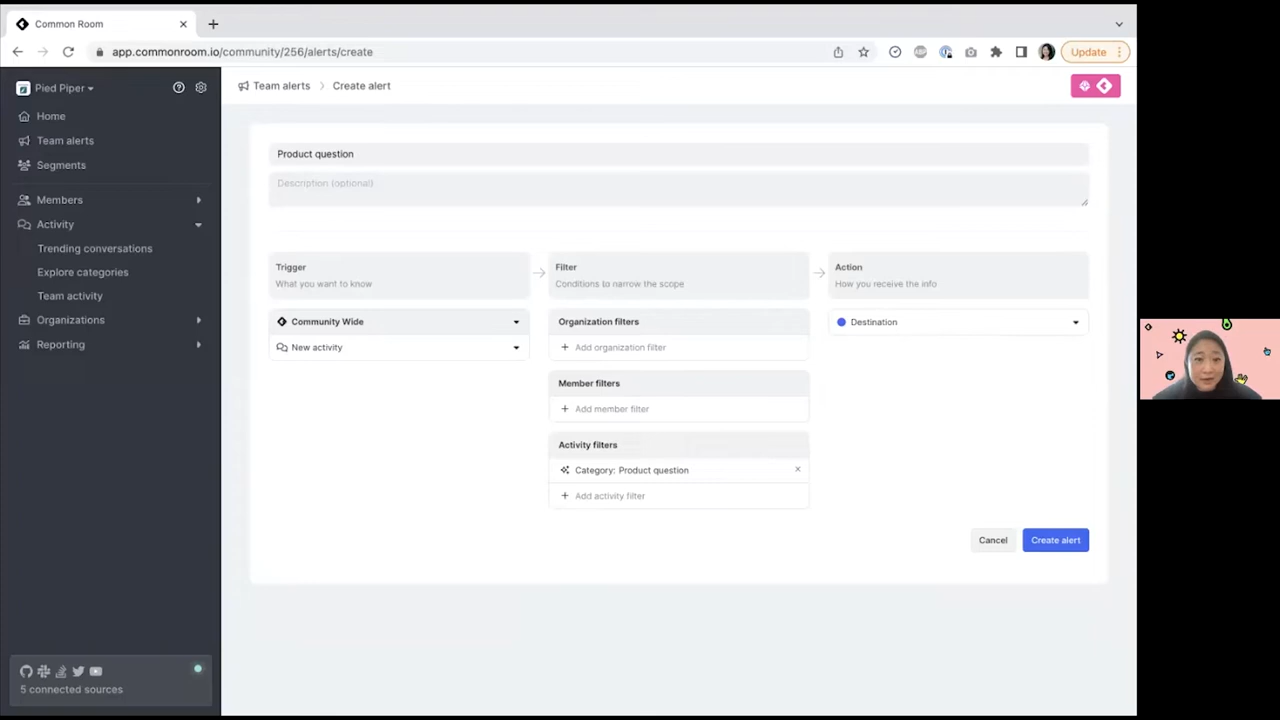 Common Room
app.commonroom.io/community/256/alerts/create
Update
Pied Piper
Home
Team alerts
Segments
Members
Activity
Trending conversations
Explore categories
Team activity
Organizations
Reporting
5 connected sources
Team alerts > Create alert
Product question
Description (optional)
Trigger
What you want to know
Community Wide
New activity
Filter
Conditions to narrow the scope
Organization filters
+ Add organization filter
Member filters
+ Add member filter
Activity filters
Category: Product question
+ Add activity filter
Action
How you receive the info
Destination
Cancel
Create alert